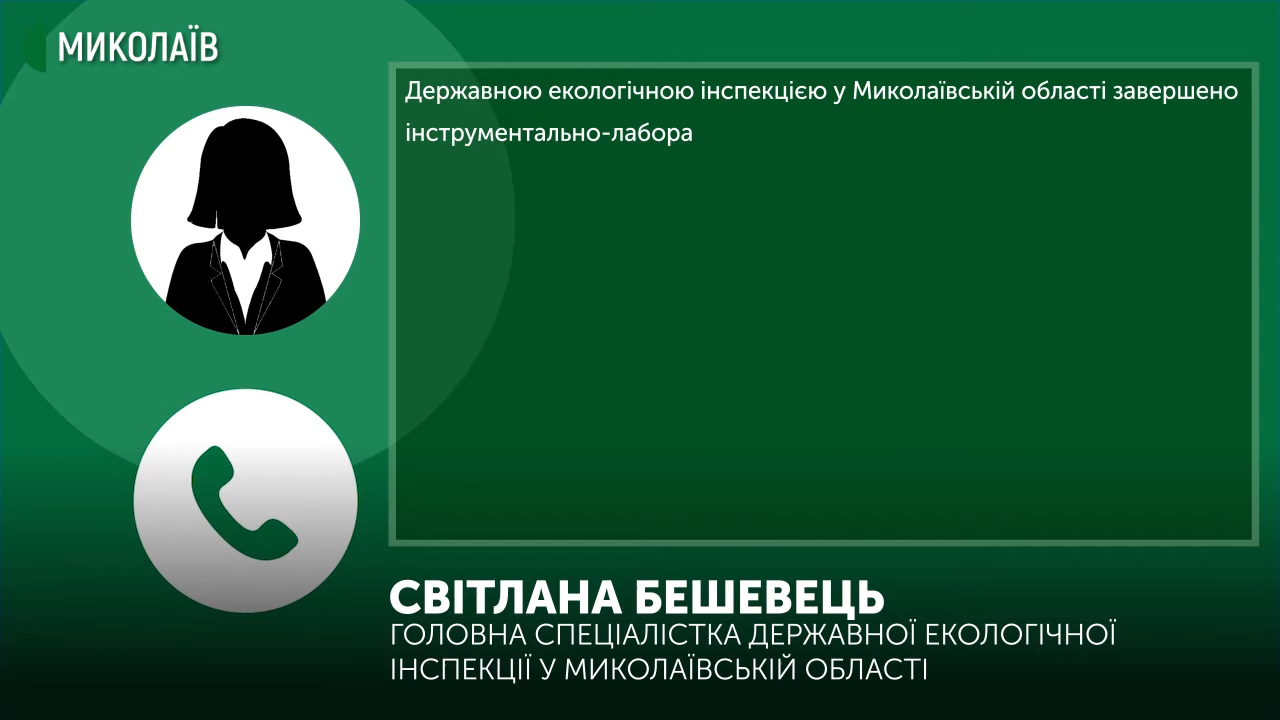 МИКОЛАЇВ
Державною екологічною інспекцією у Миколаївській області завершено
інструментально-лабора
СВІТЛАНА БЕШЕВЕЦЬ
ГОЛОВНА СПЕЦІАЛІСТКА ДЕРЖАВНОЇ ЕКОЛОГІЧНОЇ
ІНСПЕКЦІЇ У МИКОЛАЇВСЬКІЙ ОБЛАСТІ